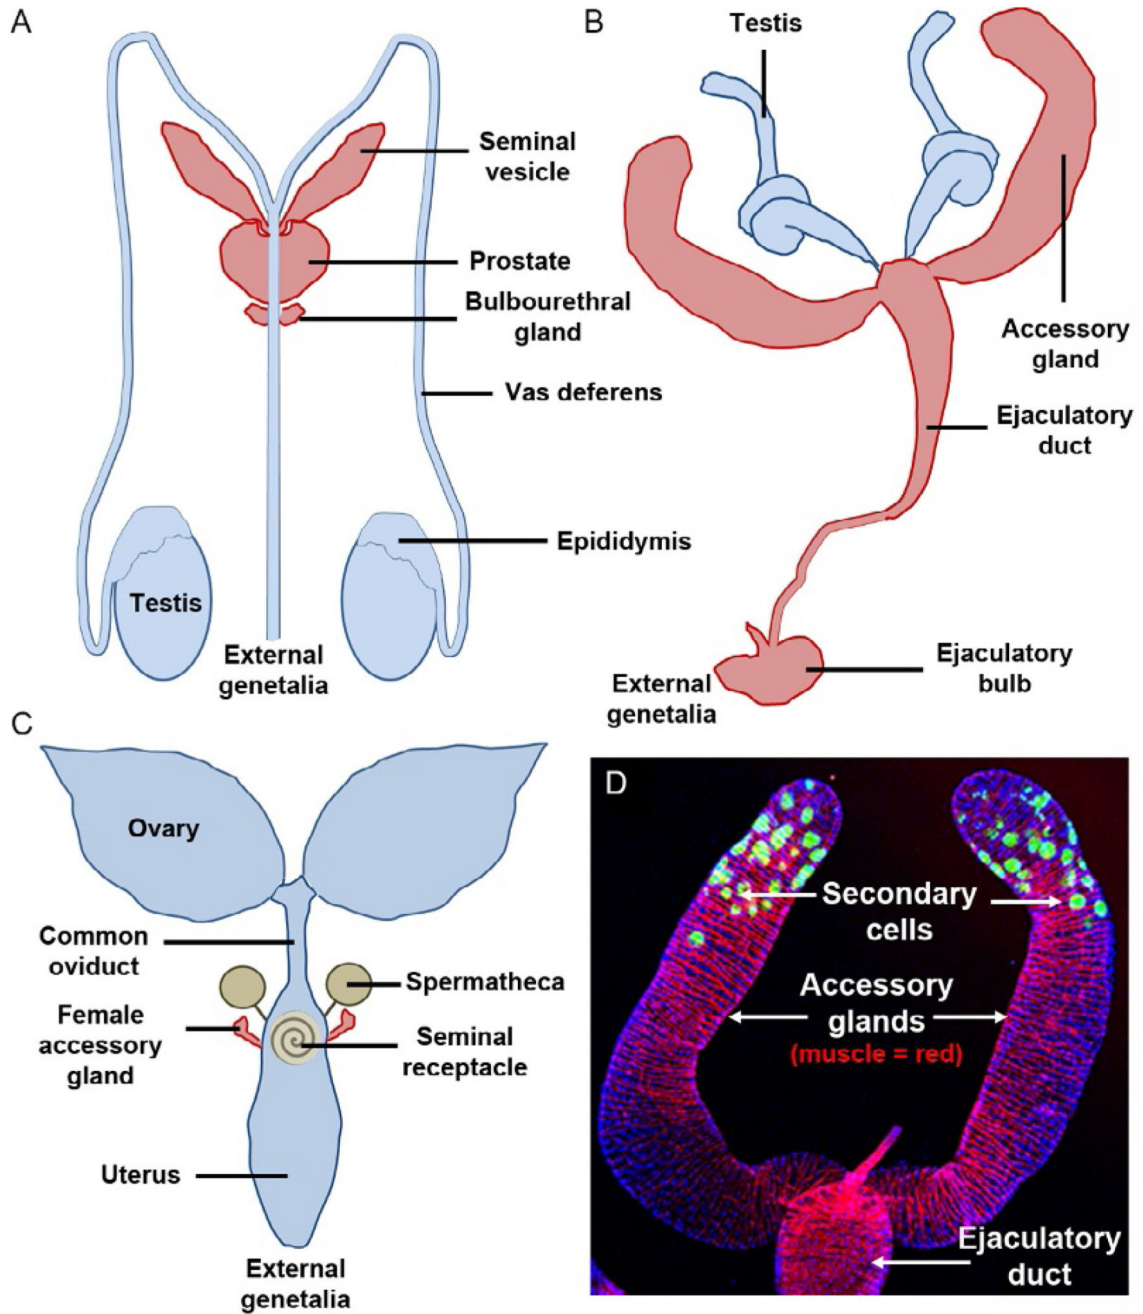 A
Seminal
vesicle
Prostate
Bulbourethral
gland
Vas deferens
Epididymis
Testis
External
genetalia
B
Testis
Accessory
gland
Ejaculatory
duct
Ejaculatory
bulb
External
genetalia
C
Ovary
Common
oviduct
Spermatheca
Female
accessory
gland
Seminal
receptacle
Uterus
External
genetalia
D
Secondary
cells
Accessory
glands
(muscle = red)
Ejaculatory
duct